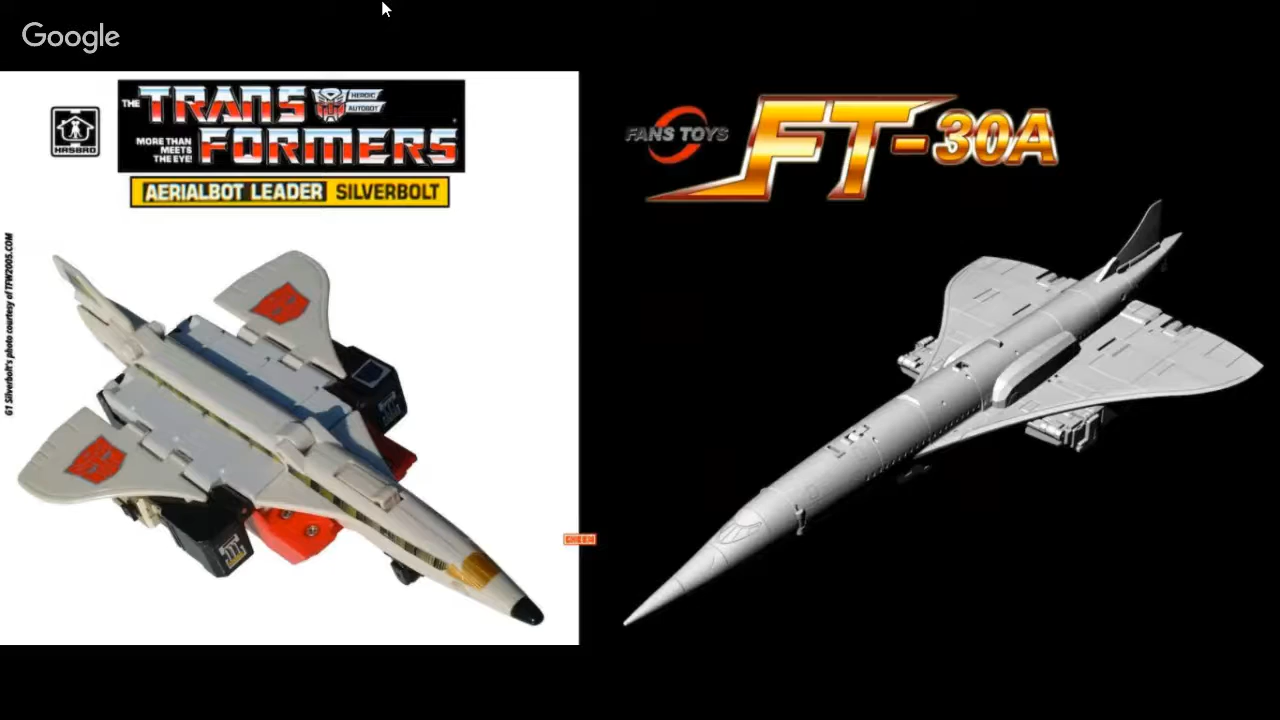 Google
THE TRANS
HEROIC
AUTOBOT
MORE THAN
MEETS
THE EYE!
FORMERS
HASBRO
AERIALBOT LEADER SILVERBOLT
G1 Silverbolt's photo courtesy of TFW2005.COM
FANS TOYS
FT-30A